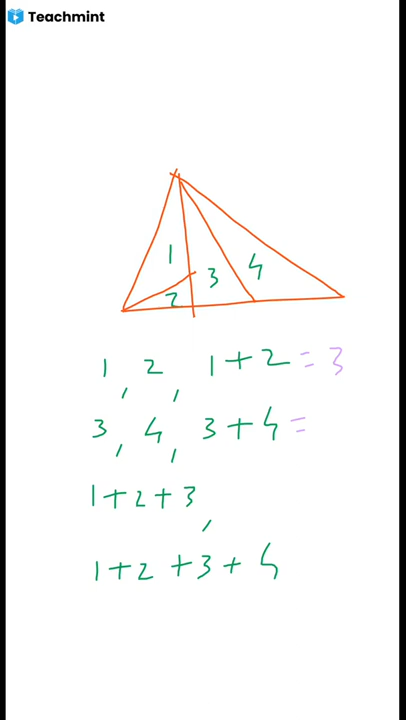 Teachmint
1
3
4
2
1, 2, 1+2 = 3
3, 4, 3+4 =
1+2+3,
1+2+3+4